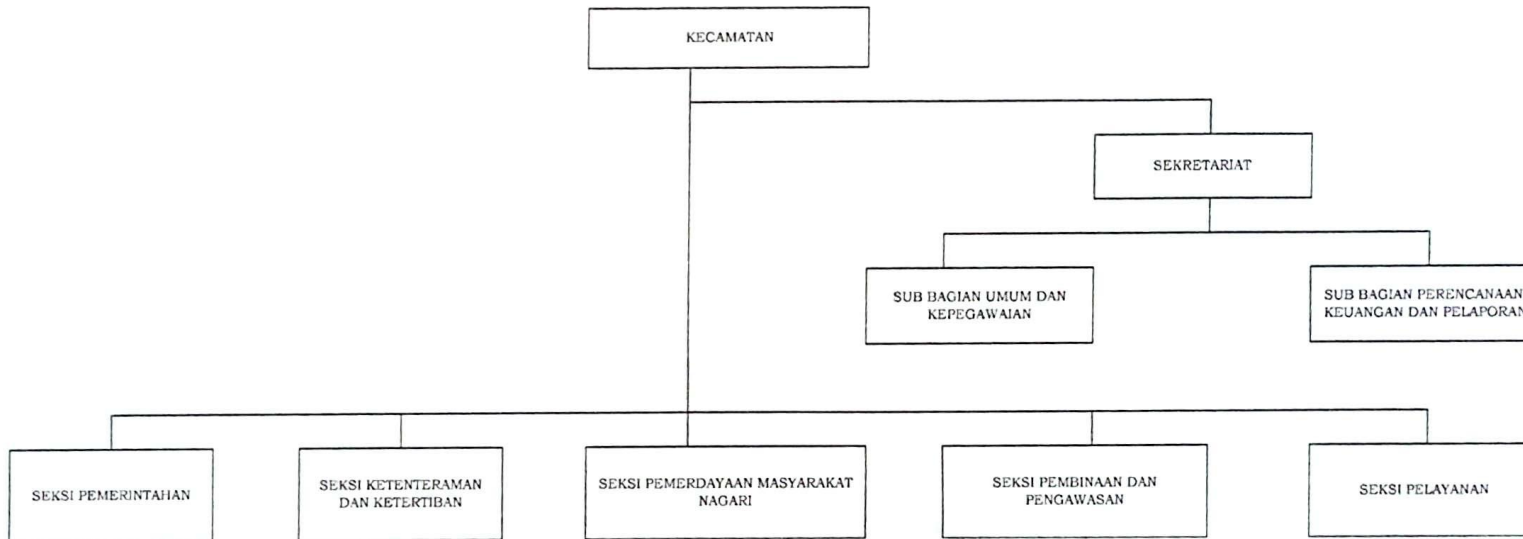 KECAMATAN
SEKRETARIAT
SUB BAGIAN UMUM DAN
KEPEGAWAIAN
SUB BAGIAN PERENCANAAN
KEUANGAN DAN PELAPORAN
SEKSI PEMERINTAHAN
SEKSI KETENTERAMAN
DAN KETERTIBAN
SEKSI PEMERDAYAAN MASYARAKAT
NAGARI
SEKSI PEMBINAAN DAN
PENGAWASAN
SEKSI PELAYANAN